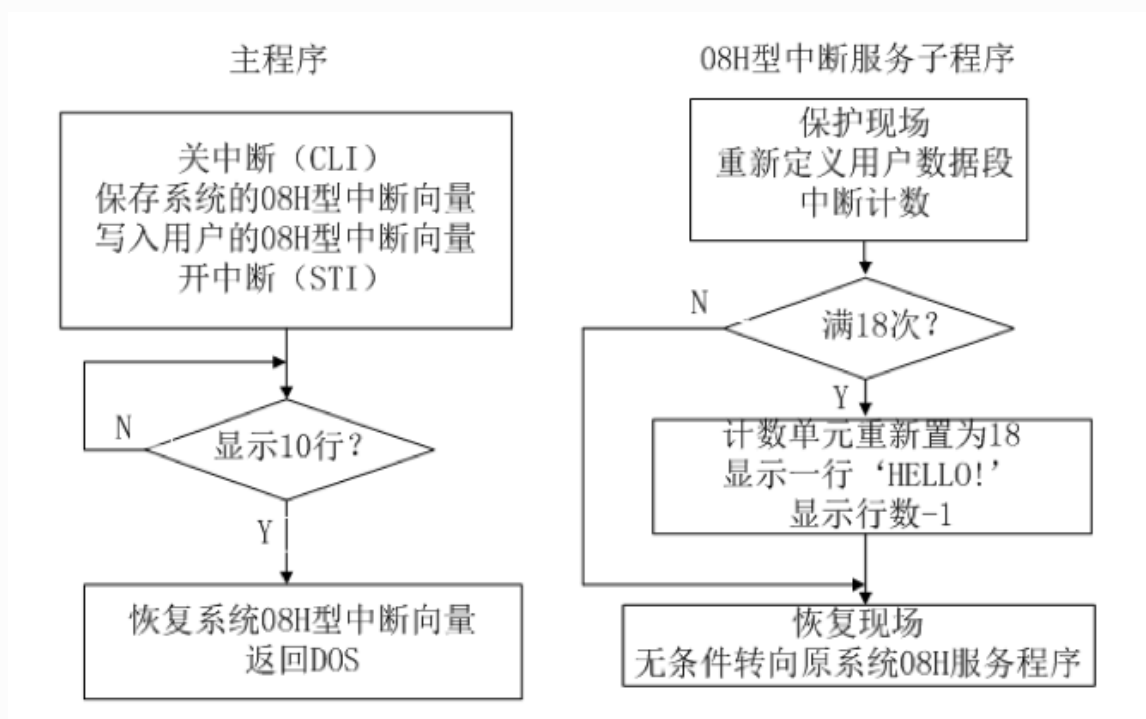 主程序
关中断（CLI）
保存系统的08H型中断向量
写入用户的08H型中断向量
开中断（STI）
N
显示10行？
Y
恢复系统08H型中断向量
返回DOS
08H型中断服务子程序
保护现场
重新定义用户数据段
中断计数
N
满18次？
Y
计数单元重新置为18
显示一行‘HELLO!’
显示行数-1
恢复现场
无条件转向原系统08H服务程序